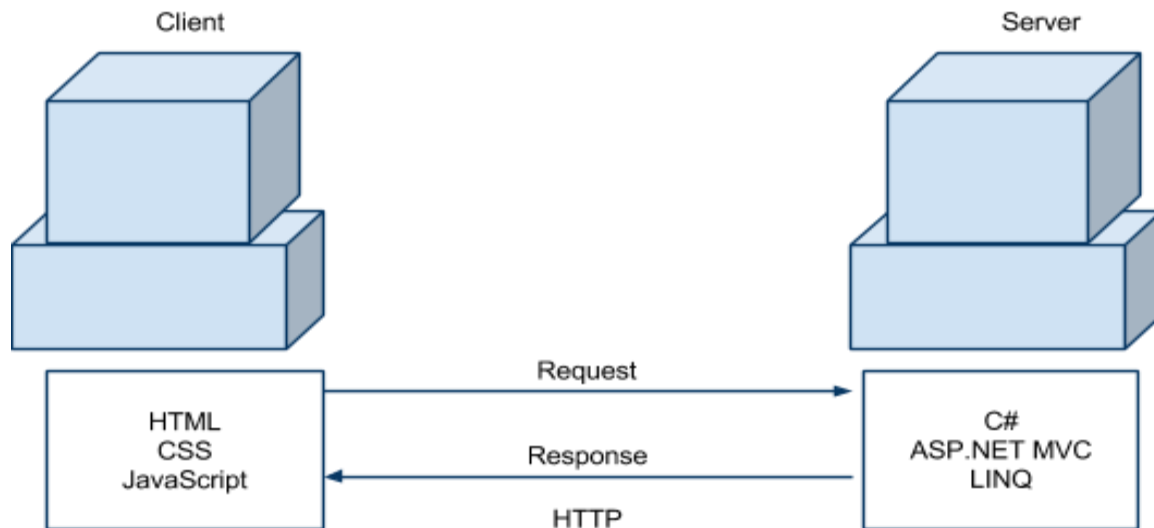 Client
Server
Request
HTML
CSS
JavaScript
Response
HTTP
C#
ASP.NET MVC
LINQ